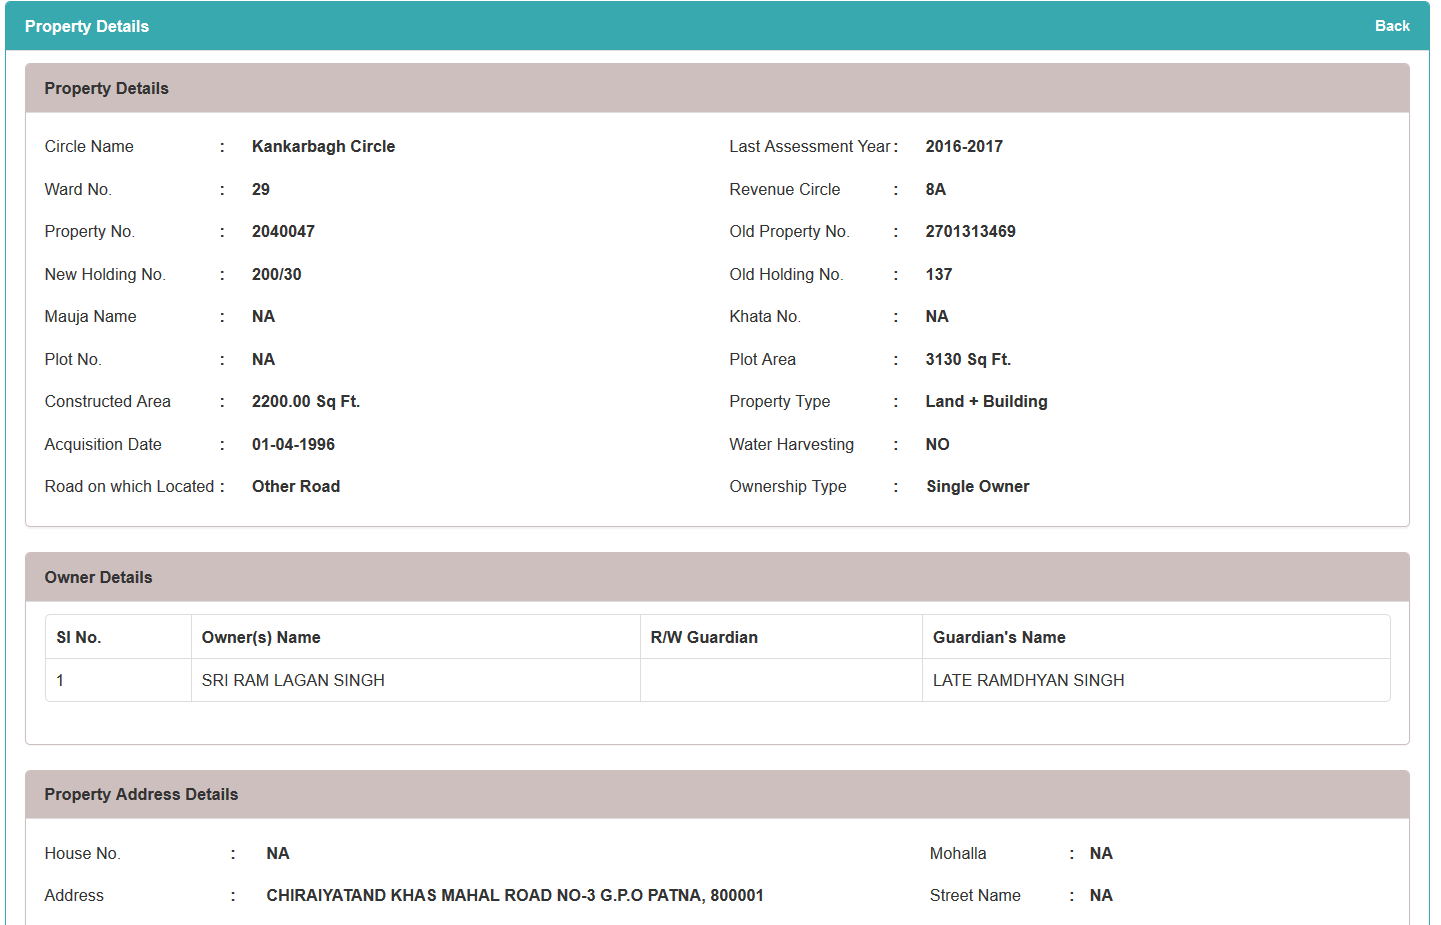 Property Details Back
Property Details
Circle Name : Kankarbagh Circle Last Assessment Year : 2016-2017
Ward No. : 29 Revenue Circle : 8A
Property No. : 2040047 Old Property No. : 2701313469
New Holding No. : 200/30 Old Holding No. : 137
Mauja Name : NA Khata No. : NA
Plot No. : NA Plot Area : 3130 Sq Ft.
Constructed Area : 2200.00 Sq Ft. Property Type : Land + Building
Acquisition Date : 01-04-1996 Water Harvesting : NO
Road on which Located : Other Road Ownership Type : Single Owner
Owner Details
Sl No. Owner(s) Name R/W Guardian Guardian's Name
1 SRI RAM LAGAN SINGH LATE RAMDHYAN SINGH
Property Address Details
House No. : NA Mohalla : NA
Address : CHIRAIYATAND KHAS MAHAL ROAD NO-3 G.P.O PATNA, 800001 Street Name : NA